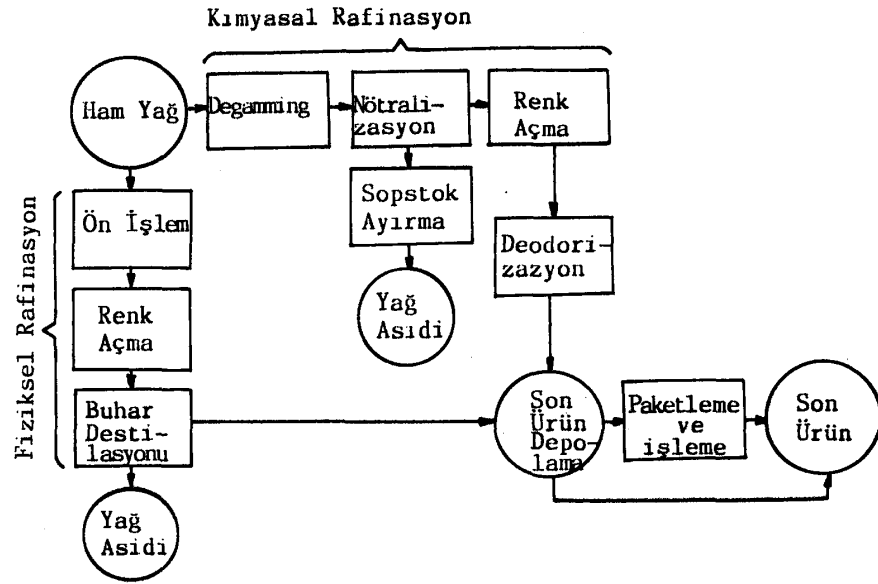 Kımyasal Rafinasyon
Ham Yağ
Degamming
Nötrali-
zasyon
Renk
Açma
Sopstok
Ayırma
Yağ
Asıdi
Deodori-
zazyon
Fiziksel Rafinasyon
Ön İşlem
Renk
Açma
Buhar
Desti-
lasyonu
Yağ
Asidi
Son
Ürün
Depo-
lama
Paketleme
ve
işleme
Son
Ürün